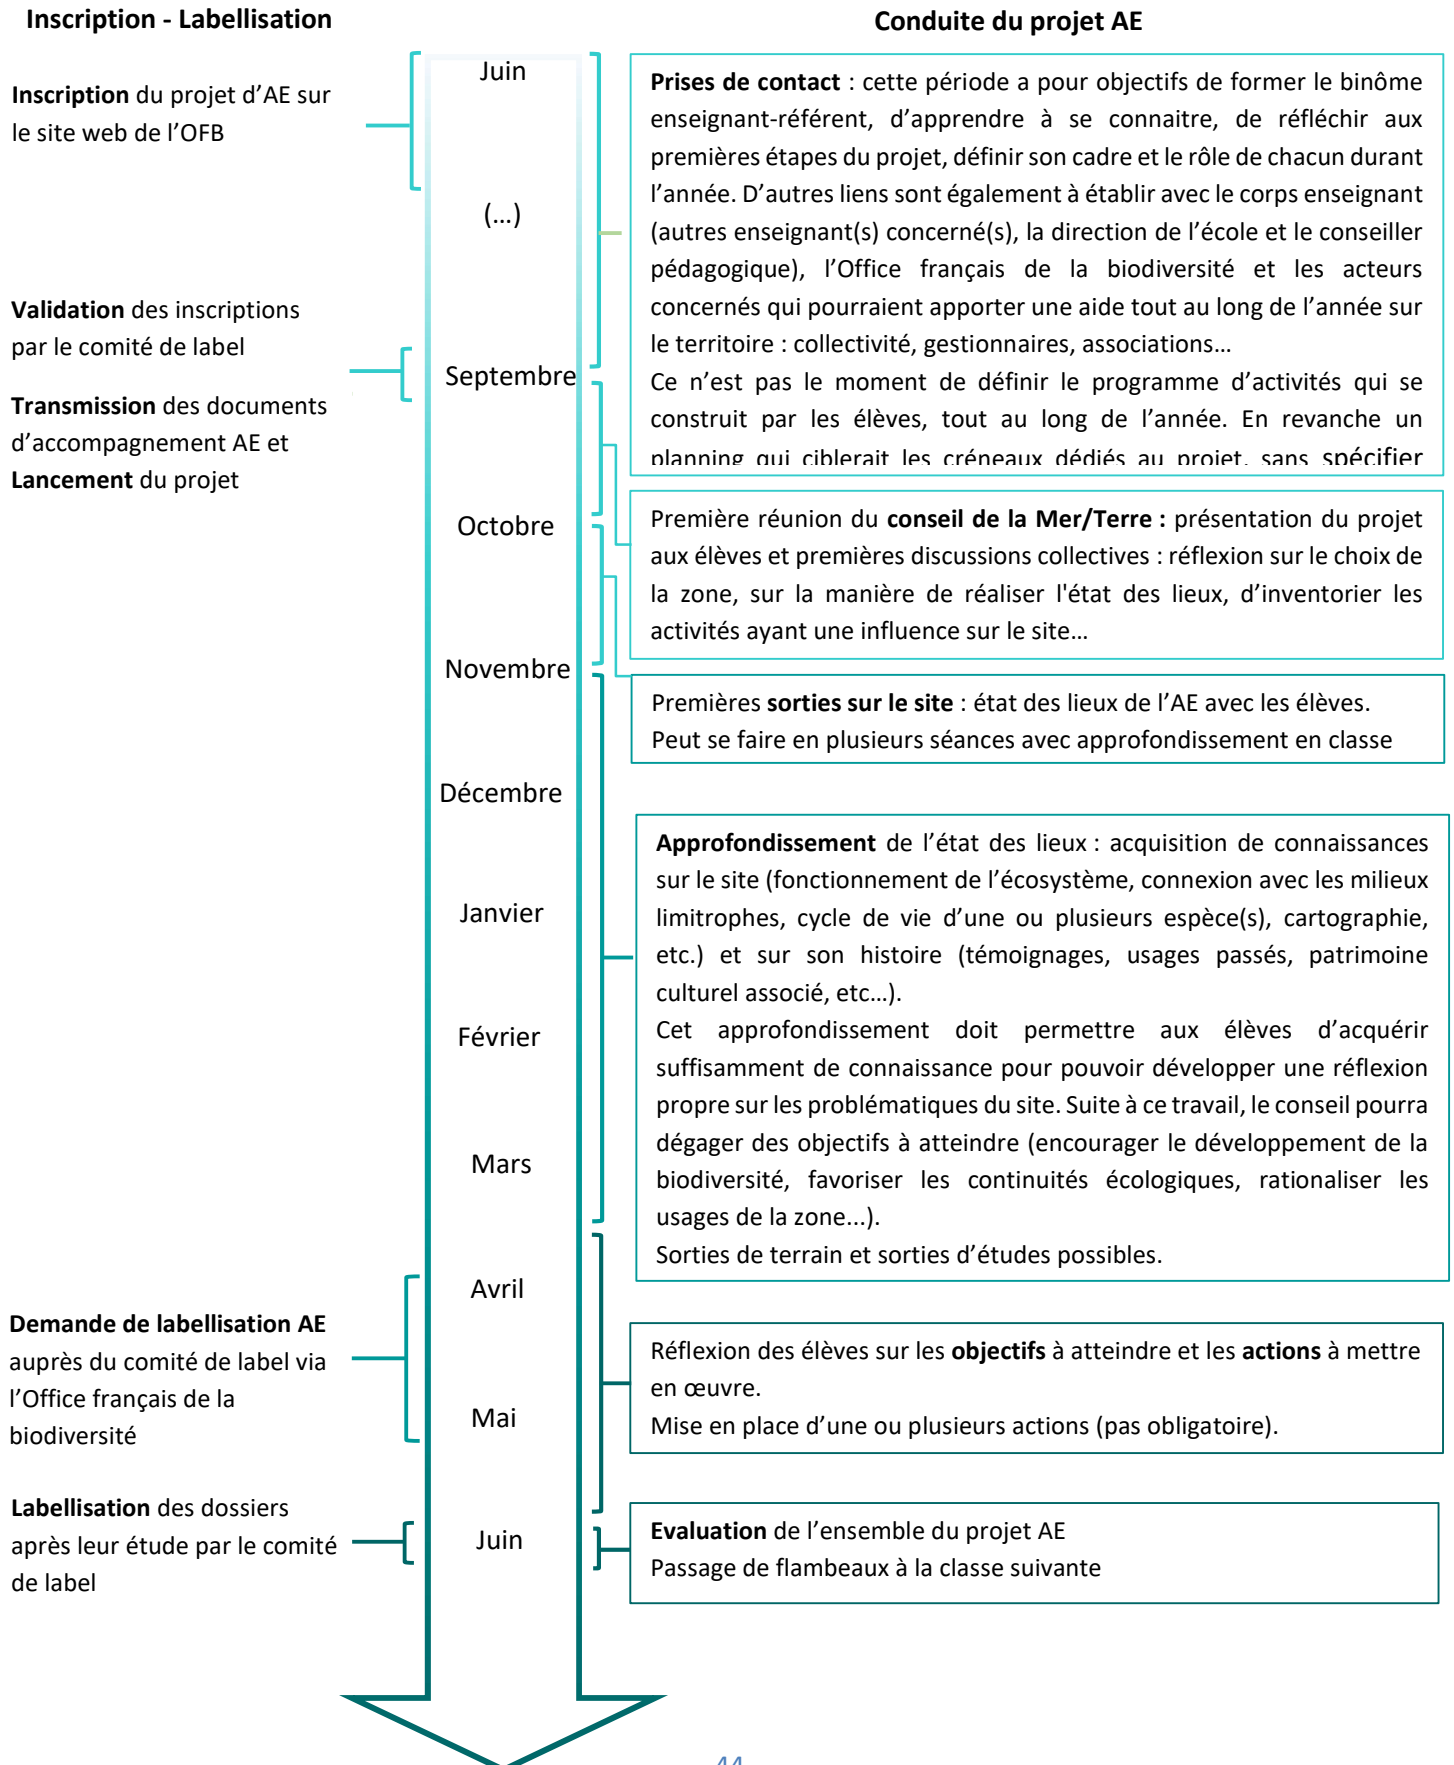 Inscription - Labellisation
Inscription du projet d’AE sur
le site web de l’OFB
Validation des inscriptions
par le comité de label
Transmission des documents
d’accompagnement AE et
Lancement du projet
Demande de labellisation AE
auprès du comité de label via
l’Office français de la
biodiversité
Labellisation des dossiers
après leur étude par le comité
de label
Juin
(…)
Septembre
Octobre
Novembre
Décembre
Janvier
Février
Mars
Avril
Mai
Juin
Conduite du projet AE
Prises de contact : cette période a pour objectifs de former le binôme
enseignant-référent, d’apprendre à se connaitre, de réfléchir aux
premières étapes du projet, définir son cadre et le rôle de chacun durant
l’année. D’autres liens sont également à établir avec le corps enseignant
(autres enseignant(s) concerné(s), la direction de l’école et le conseiller
pédagogique), l’Office français de la biodiversité et les acteurs
concernés qui pourraient apporter une aide tout au long de l’année sur
le territoire : collectivité, gestionnaires, associations…
Ce n’est pas le moment de définir le programme d’activités qui se
construit par les élèves, tout au long de l’année. En revanche un
planning qui ciblerait les créneaux dédiés au projet, sans spécifier
Première réunion du conseil de la Mer/Terre : présentation du projet
aux élèves et premières discussions collectives : réflexion sur le choix de
la zone, sur la manière de réaliser l'état des lieux, d’inventorier les
activités ayant une influence sur le site…
Premières sorties sur le site : état des lieux de l’AE avec les élèves.
Peut se faire en plusieurs séances avec approfondissement en classe
Approfondissement de l’état des lieux : acquisition de connaissances
sur le site (fonctionnement de l’écosystème, connexion avec les milieux
limitrophes, cycle de vie d’une ou plusieurs espèce(s), cartographie,
etc.) et sur son histoire (témoignages, usages passés, patrimoine
culturel associé, etc…).
Cet approfondissement doit permettre aux élèves d’acquérir
suffisamment de connaissance pour pouvoir développer une réflexion
propre sur les problématiques du site. Suite à ce travail, le conseil pourra
dégager des objectifs à atteindre (encourager le développement de la
biodiversité, favoriser les continuités écologiques, rationaliser les
usages de la zone...).
Sorties de terrain et sorties d’études possibles.
Réflexion des élèves sur les objectifs à atteindre et les actions à mettre
en œuvre.
Mise en place d’une ou plusieurs actions (pas obligatoire).
Evaluation de l’ensemble du projet AE
Passage de flambeaux à la classe suivante
44